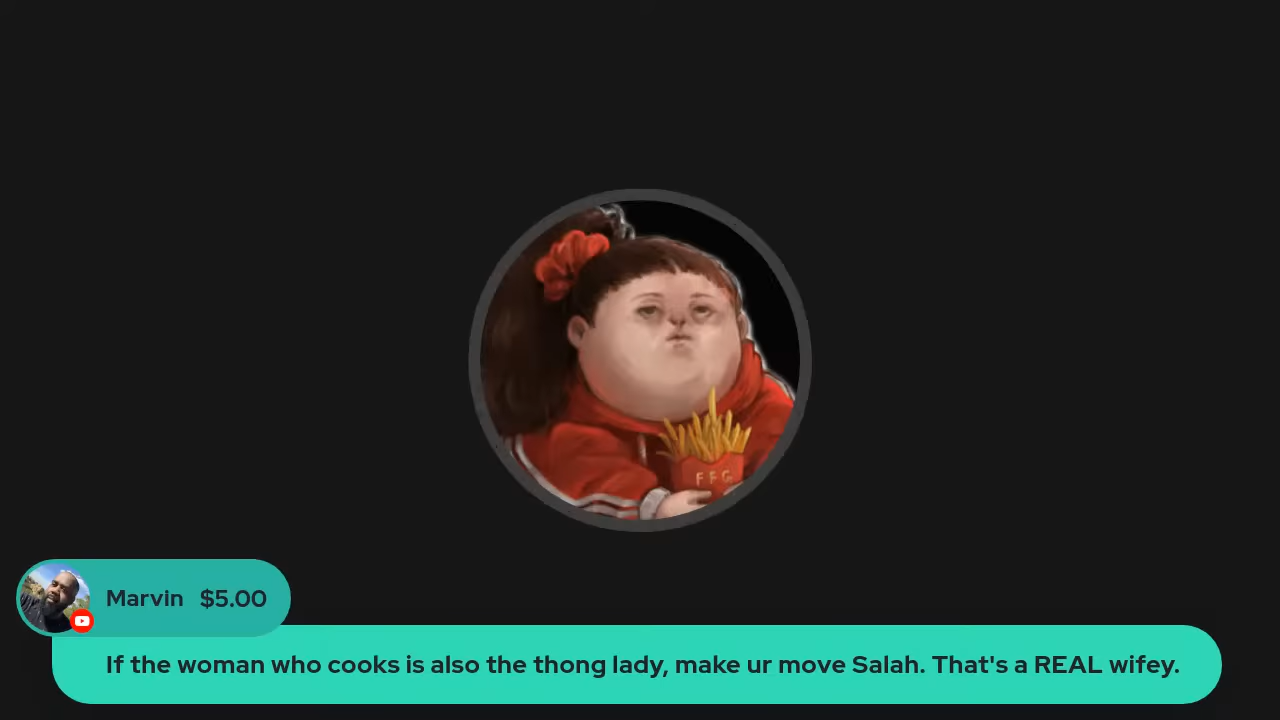 FFG
Marvin $5.00
If the woman who cooks is also the thong lady, make ur move Salah. That's a REAL wifey.